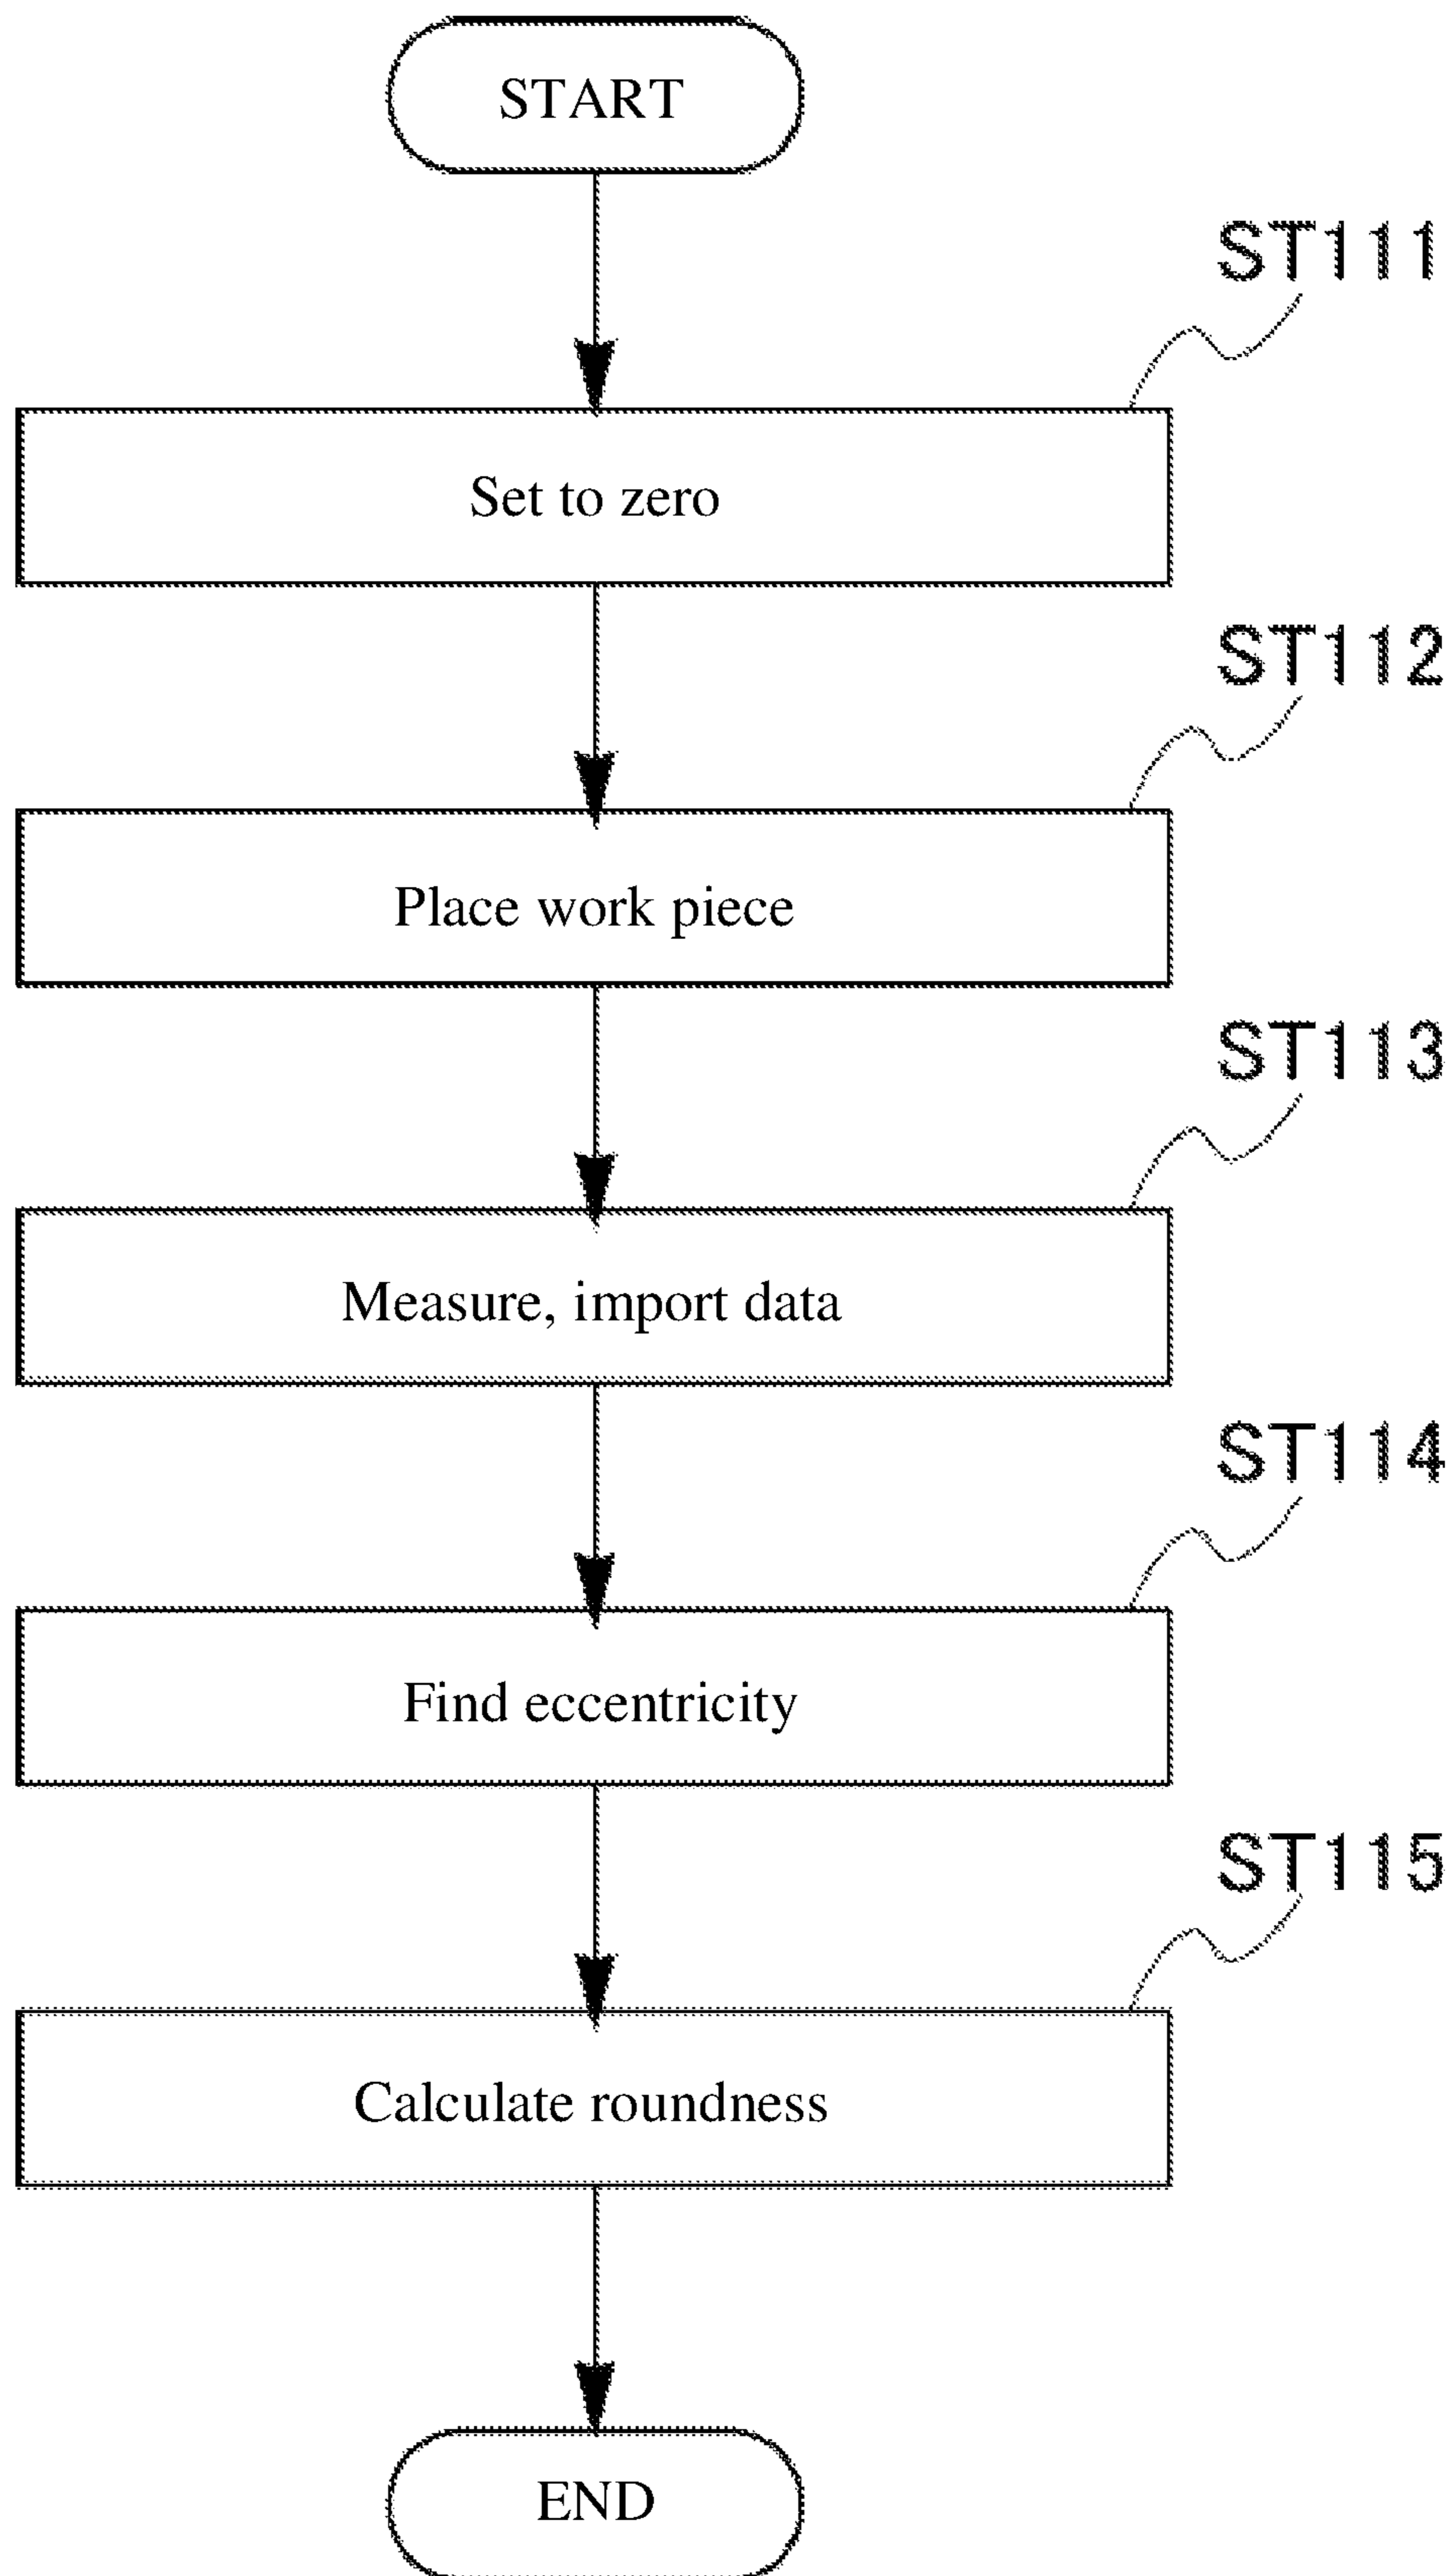 START
ST111
Set to zero
ST112
Place work piece
ST113
Measure, import data
ST114
Find eccentricity
ST115
Calculate roundness
END